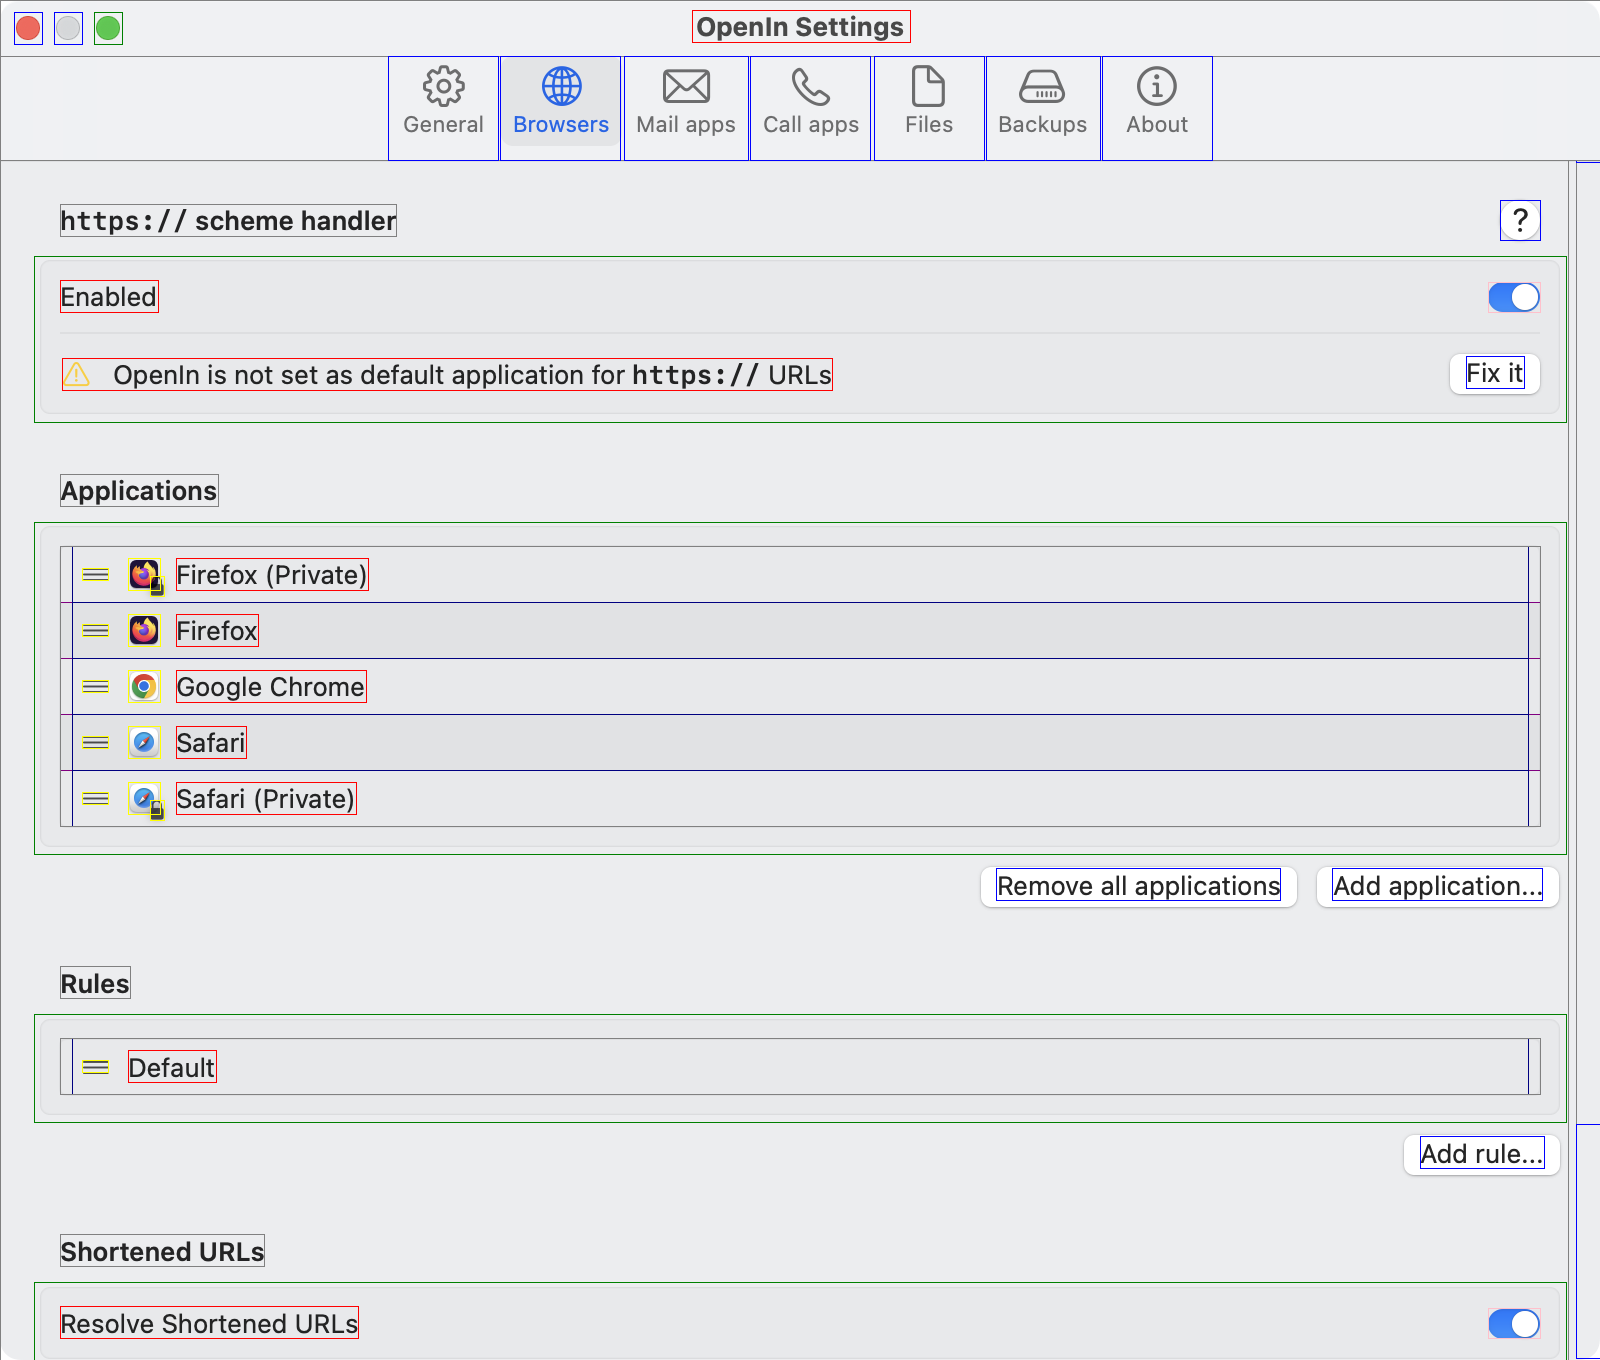 OpenIn Settings
General
Browsers
Mail apps
Call apps
Files
Backups
About
https:// scheme handler
?
Enabled
OpenIn is not set as default application for https:// URLs
Fix it
Applications
Firefox (Private)
Firefox
Google Chrome
Safari
Safari (Private)
Remove all applications
Add application...
Rules
Default
Add rule...
Shortened URLs
Resolve Shortened URLs